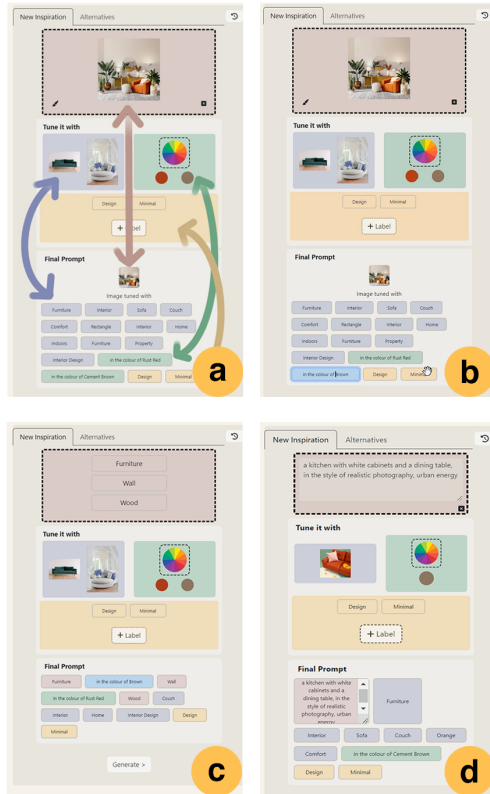 New Inspiration
Alternatives
Tune it with
Design
Minimal
+ Label
Final Prompt
Image tuned with
Furniture
Interior
Sofa
Couch
Comfort
Rectangle
Interior
Home
Indoors
Furniture
Property
Interior Design
in the colour of Rust Red
in the colour of Cement Brown
Design
Minimal
a
New Inspiration
Alternatives
Tune it with
Design
Minimal
+ Label
Final Prompt
Image tuned with
Furniture
Interior
Sofa
Couch
Comfort
Rectangle
Interior
Home
Indoors
Furniture
Property
Interior Design
in the colour of Rust Red
in the colour of Brown
Design
b
New Inspiration
Alternatives
Furniture
Wall
Wood
Tune it with
Design
Minimal
+ Label
Final Prompt
Furniture
in the colour of Brown
Wall
in the colour of Rust Red
Wood
Couch
Interior
Home
Interior Design
Design
Minimal
Generate >
c
New Inspiration
Alternatives
a kitchen with white cabinets and a dining table,
in the style of realistic photography, urban energy
Tune it with
Design
Minimal
+ Label
Final Prompt
a kitchen with white
cabinets and a
dining table, in the
style of realistic
photography, urban
energy
Furniture
Interior
Sofa
Couch
Orange
Comfort
in the colour of Cement Brown
Design
Minimal
d